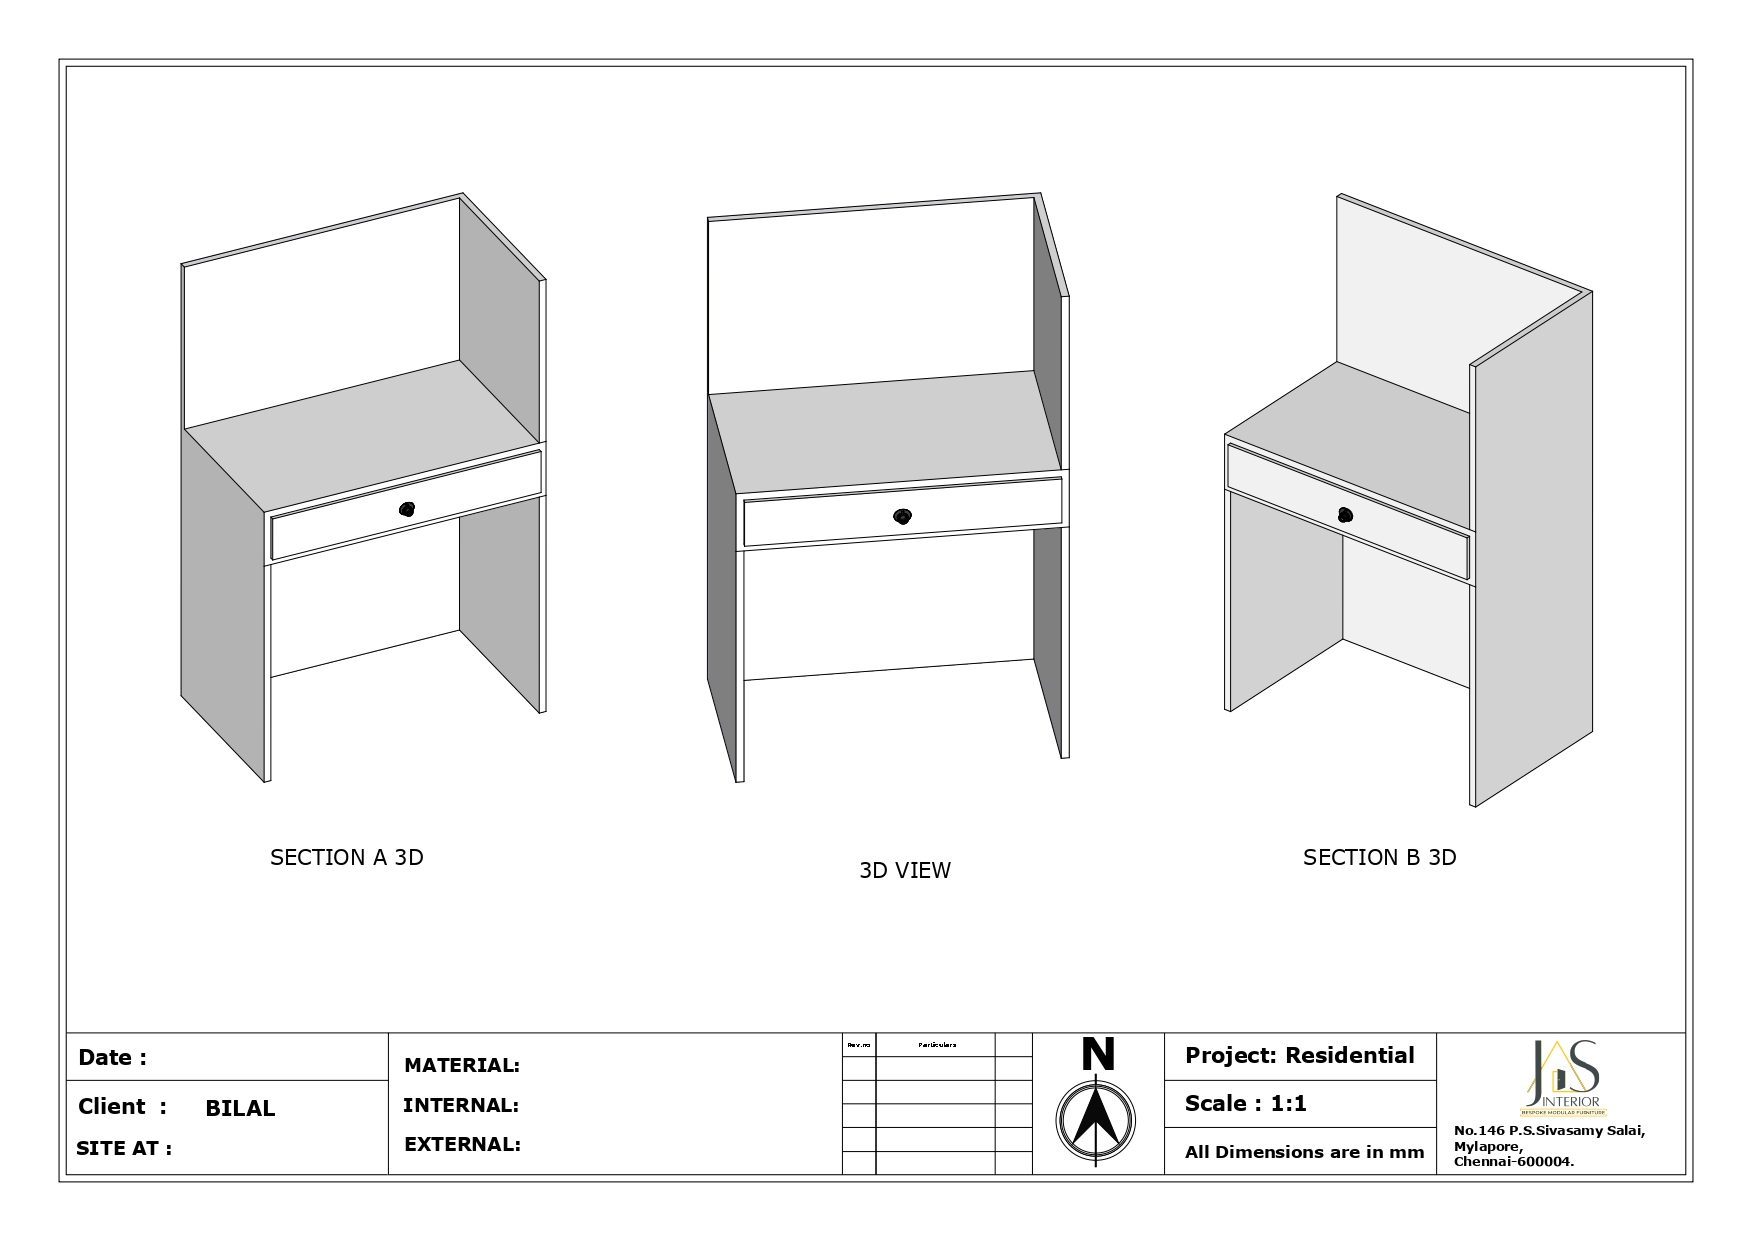 SECTION A 3D
3D VIEW
SECTION B 3D
Date :
Client : BILAL
SITE AT :
MATERIAL:
INTERNAL:
EXTERNAL:
Rev.no Particulars
N
Project: Residential
Scale : 1:1
All Dimensions are in mm
JAS
INTERIOR
BESPOKE MODULAR FURNITURE
No.146 P.S.Sivasamy Salai,
Mylapore,
Chennai-600004.